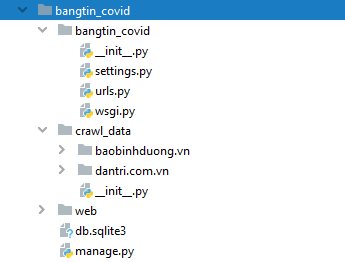 bangtin_covid
bangtin_covid
__init__.py
settings.py
urls.py
wsgi.py
crawl_data
baobinhduong.vn
dantri.com.vn
__init__.py
web
db.sqlite3
manage.py